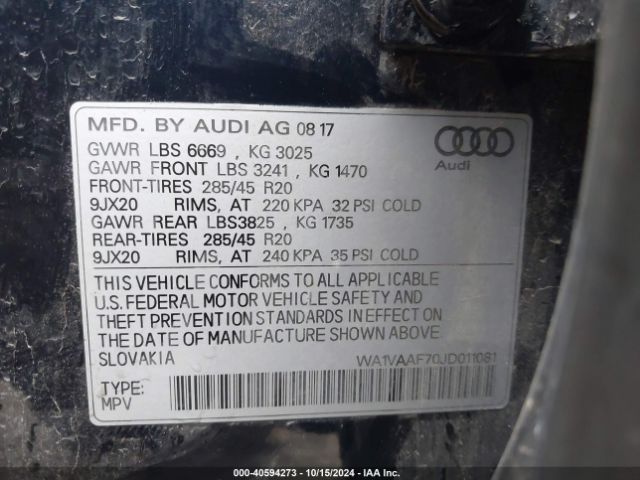 MFD. BY AUDI AG 08 17
GVWR LBS 6669 , KG 3025
GAWR FRONT LBS 3241 , KG 1470
FRONT-TIRES 285/45 R20
9JX20 RIMS, AT 220 KPA 32 PSI COLD
GAWR REAR LBS3825 , KG 1735
REAR-TIRES 285/45 R20
9JX20 RIMS, AT 240 KPA 35 PSI COLD
Audi
THIS VEHICLE CONFORMS TO ALL APPLICABLE
U.S. FEDERAL MOTOR VEHICLE SAFETY AND
THEFT PREVENTION STANDARDS IN EFFECT ON
THE DATE OF MANUFACTURE SHOWN ABOVE.
SLOVAKIA WA1VAAF70JD011081
TYPE:
MPV
000-40594273 - 10/15/2024 - IAA Inc.